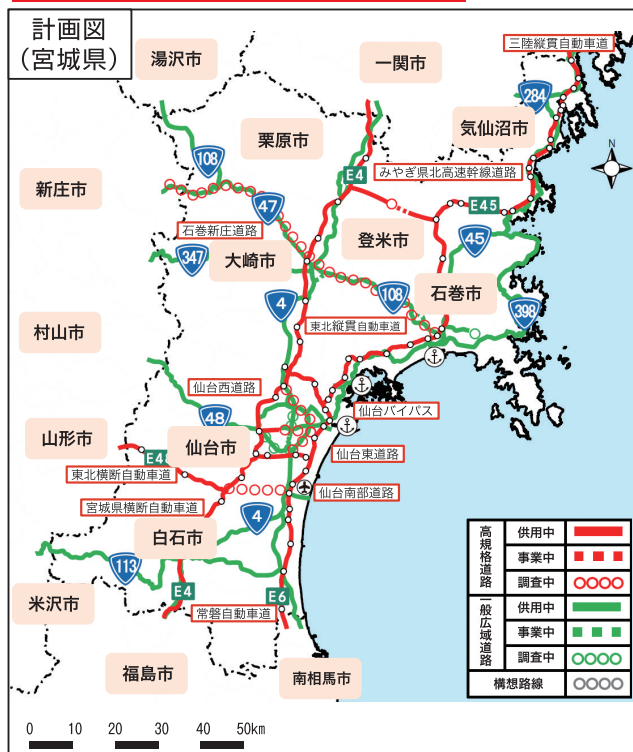 計画図
（宮城県）
湯沢市
一関市
三陸縦貫自動車道
284
気仙沼市
栗原市
108
N
E4
みやぎ県北高速幹線道路
新庄市
47
E45
石巻新庄道路
登米市
45
347
大崎市
108
石巻市
4
398
村山市
東北縦貫自動車道
仙台西道路
48
仙台バイパス
山形市
仙台市
E48
仙台東道路
東北横断自動車道
仙台南部道路
宮城県横断自動車道
4
白石市
113
E4
E6
米沢市
常磐自動車道
福島市
南相馬市
高規格道路
供用中
事業中
調査中
一般広域道路
供用中
事業中
調査中
構想路線
0 10 20 30 40 50km